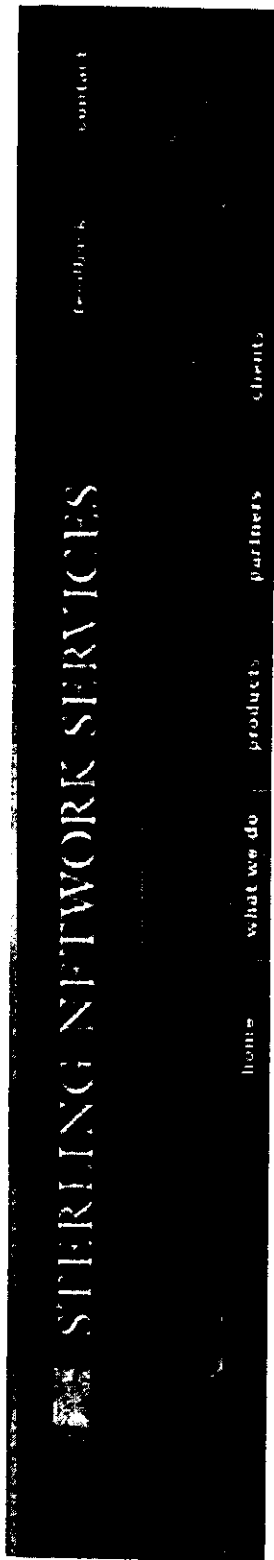 feedback contact
STERLING NETWORK SERVICES
home what we do products partners clients